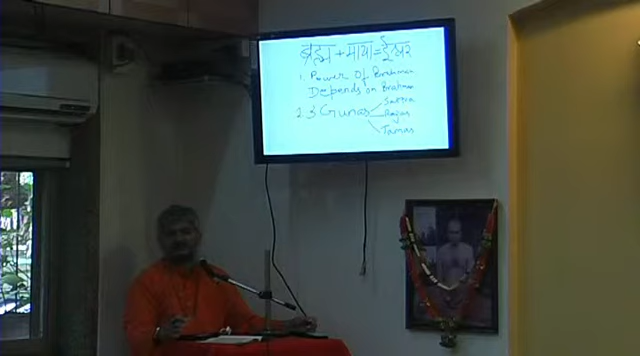 ब्रह्म + माया = ईश्वर
1. Power Of Brahman
Depends on Brahman
2. 3 Gunas
Sattva
Rajas
Tamas